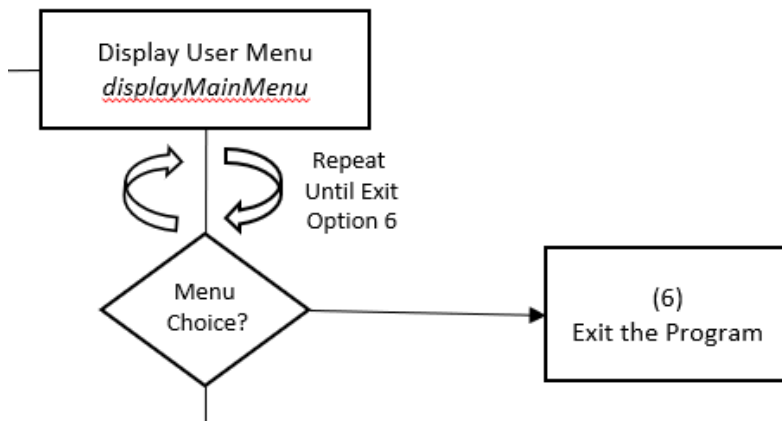 Display User Menu
displayMainMenu
Repeat
Until Exit
Option 6
Menu
Choice?
(6)
Exit the Program